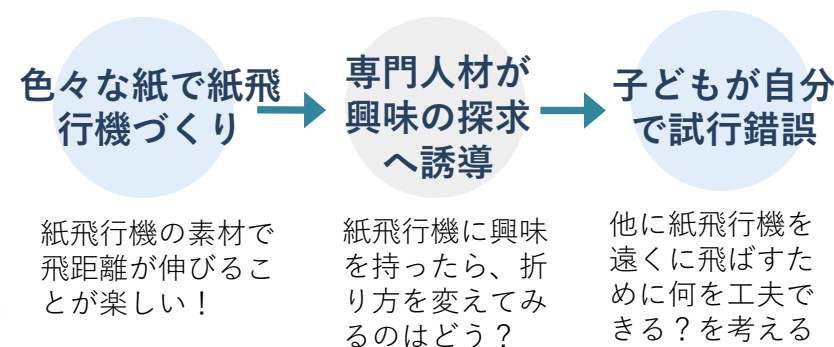 色々な紙で紙飛
行機づくり
専門人材が
興味の探求
へ誘導
子どもが自分
で試行錯誤
紙飛行機の素材で
飛距離が伸びるこ
とが楽しい！
紙飛行機に興味
を持ったら、折
り方を変えてみ
るのはどう？
他に紙飛行機を
遠くに飛ばすた
めに何を工夫で
きる？を考える